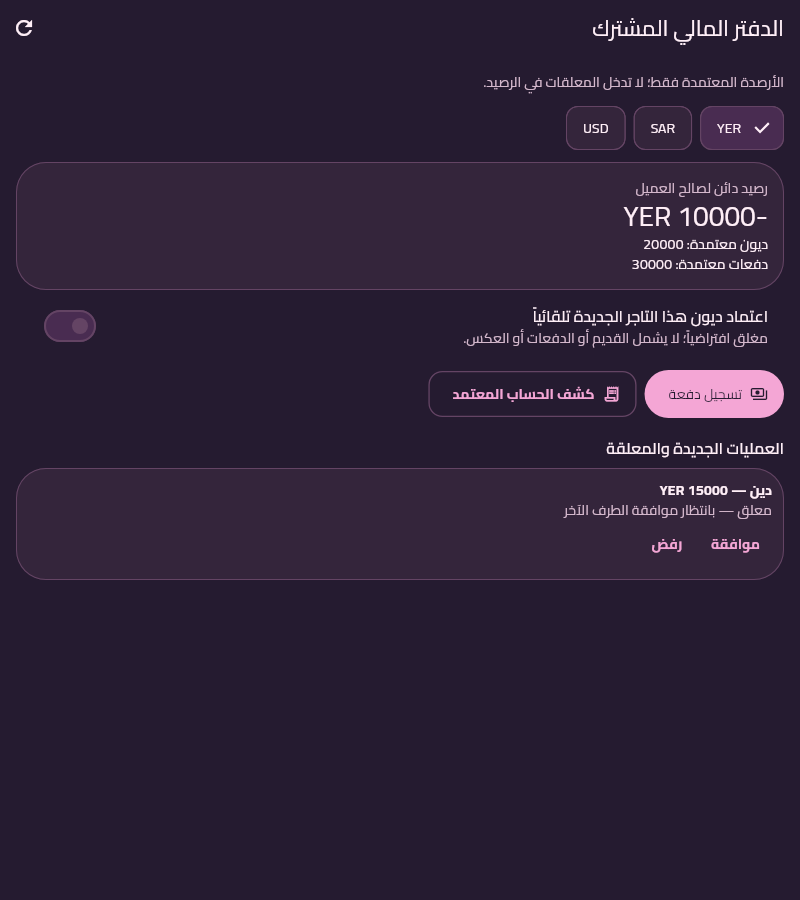 الدفتر المالي المشترك
الأرصدة المعتمدة فقط؛ لا تدخل المعلقات في الرصيد.
YER
SAR
USD
رصيد دائن لصالح العميل
-10000 YER
ديون معتمدة: 20000
دفعات معتمدة: 30000
اعتماد ديون هذا التاجر الجديدة تلقائياً
مغلق افتراضياً؛ لا يشمل القديم أو الدفعات أو العكس.
تسجيل دفعة
كشف الحساب المعتمد
العمليات الجديدة والمعلقة
دين — 15000 YER
معلق — بانتظار موافقة الطرف الآخر
موافقة
رفض